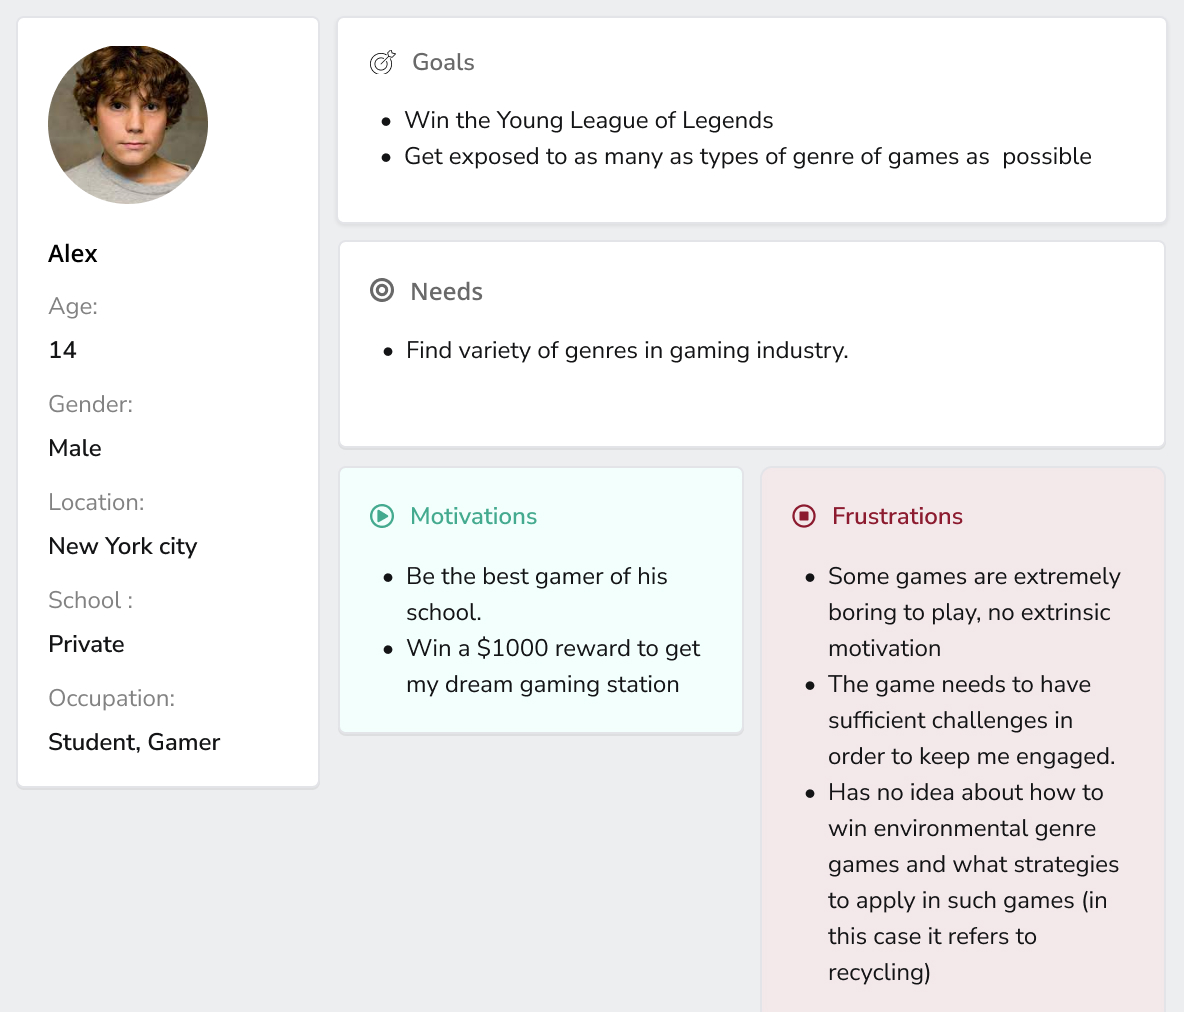 Alex
Age:
14
Gender:
Male
Location:
New York city
School :
Private
Occupation:
Student, Gamer
Goals
• Win the Young League of Legends
• Get exposed to as many as types of genre of games as  possible
Needs
• Find variety of genres in gaming industry.
Motivations
• Be the best gamer of his
school.
• Win a $1000 reward to get
my dream gaming station
Frustrations
• Some games are extremely
boring to play, no extrinsic
motivation
• The game needs to have
sufficient challenges in
order to keep me engaged.
• Has no idea about how to
win environmental genre
games and what strategies
to apply in such games (in
this case it refers to
recycling)